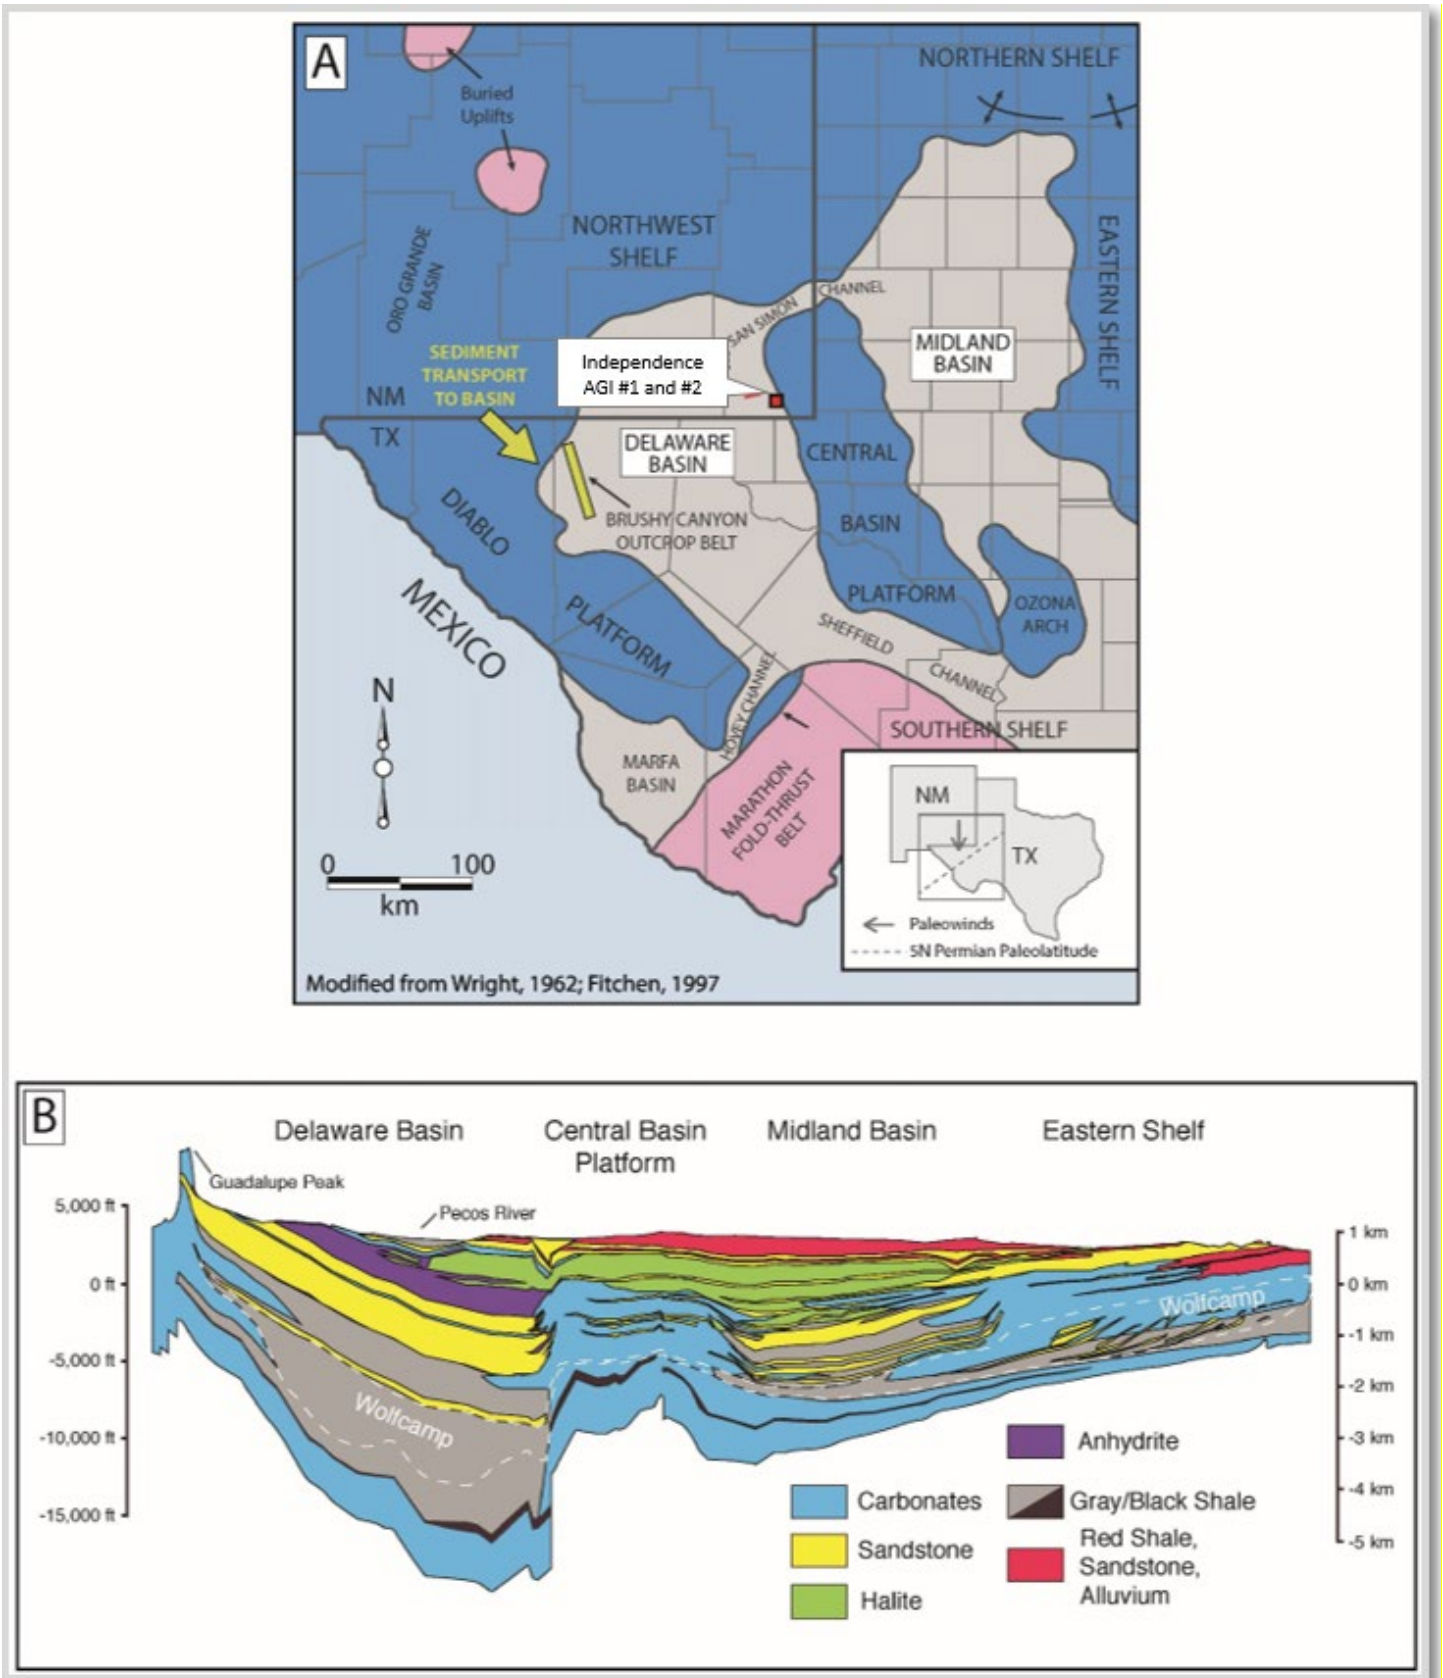 A
NORTHERN SHELF
Buried
Uplifts
NORTHWEST
SHELF
EASTERN SHELF
ORO GRANDE
BASIN
SAN SIMON
CHANNEL
MIDLAND
BASIN
SEDIMENT
TRANSPORT
TO BASIN
Independence
AGI #1 and #2
NM
TX
DELAWARE
BASIN
CENTRAL
BASIN
PLATFORM
BRUSHY CANYON
OUTCROP BELT
DIABLO
PLATFORM
MEXICO
OZONA
ARCH
SHEFFIELD
CHANNEL
HOVEY CHANNEL
SOUTHERN SHELF
MARFA
BASIN
MARATHON
FOLD-THRUST
BELT
N
0 100
km
NM
TX
Paleowinds
5N Permian Paleolatitude
Modified from Wright, 1962; Fitchen, 1997
B
Delaware Basin
Central Basin
Platform
Midland Basin
Eastern Shelf
Guadalupe Peak
Pecos River
5,000 ft
0 ft
-5,000 ft
-10,000 ft
-15,000 ft
1 km
0 km
-1 km
-2 km
-3 km
-4 km
-5 km
Wolfcamp
Wolfcamp
Anhydrite
Carbonates
Gray/Black Shale
Sandstone
Red Shale,
Sandstone,
Alluvium
Halite